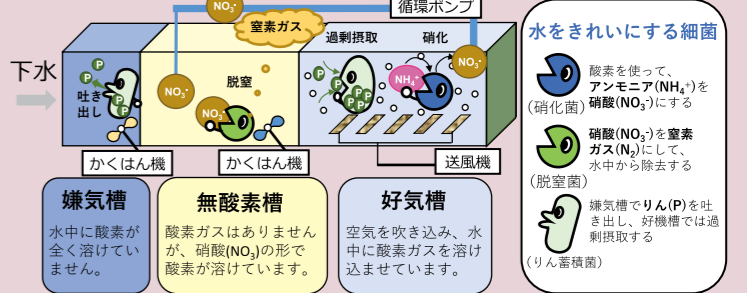 循環ポンプ
NO₃⁻
窒素ガス
下水
P
P
吐き
出し
P
P
P
NO₃⁻
脱窒
NO₃⁻
過剰摂取
硝化
P
P
P
P
P
P
P
NH₄⁺
NO₃⁻
かくはん機
かくはん機
送風機
嫌気槽
水中に酸素が
全く溶けてい
ません。
無酸素槽
酸素ガスはありません
が、硝酸(NO₃)の形で
酸素が溶けています。
好気槽
空気を吹き込み、水
中に酸素ガスを溶け
込ませています。
水をきれいにする細菌
(硝化菌)
酸素を使って、
アンモニア(NH₄⁺)を
硝酸(NO₃⁻)にする
(脱窒菌)
硝酸(NO₃⁻)を窒素
ガス(N₂)にして、
水中から除去する
(りん蓄積菌)
嫌気槽でりん(P)を吐
き出し、好機槽では過
剰摂取する